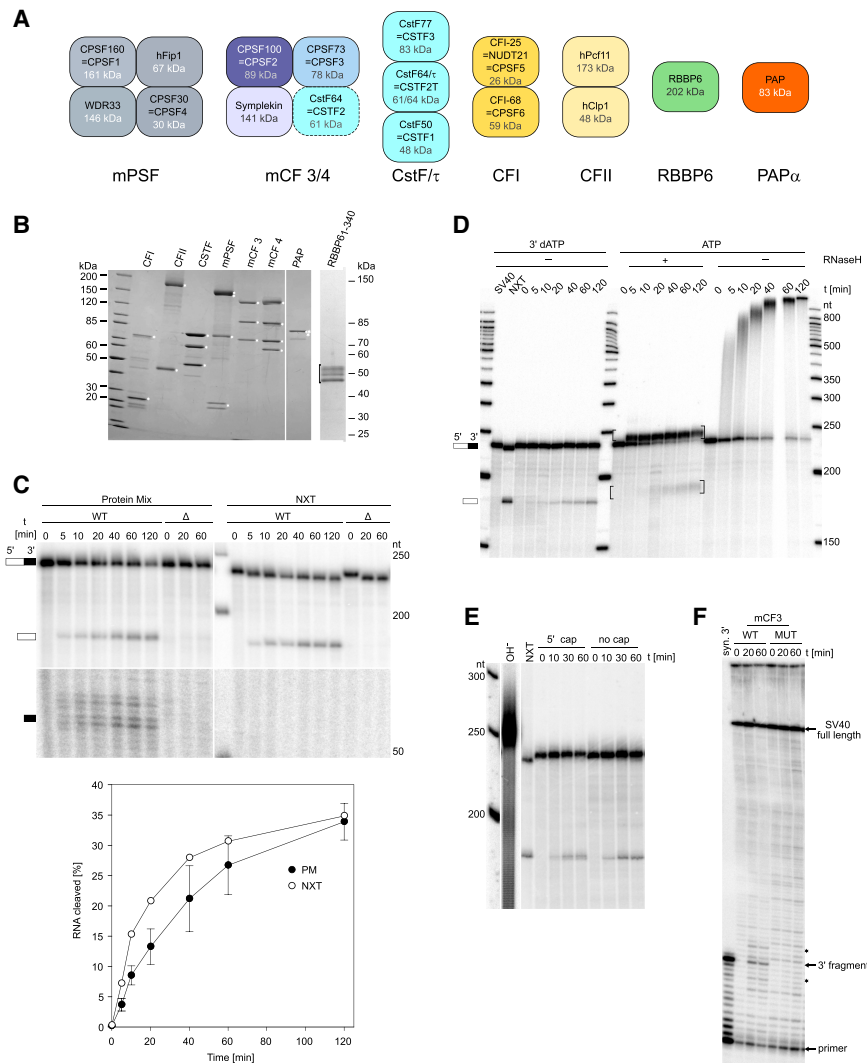 A
CPSF160
=CPSF1
161 kDa
hFip1
67 kDa
WDR33
146 kDa
CPSF30
=CPSF4
30 kDa
mPSF
CPSF100
=CPSF2
89 kDa
CPSF73
=CPSF3
78 kDa
Symplekin
141 kDa
CstF64
=CSTF2
61 kDa
mCF 3/4
CstF77
=CSTF3
83 kDa
CstF64/τ
=CSTF2T
61/64 kDa
CstF50
=CSTF1
48 kDa
CstF/τ
CFI-25
=NUDT21
=CPSF5
26 kDa
CFI-68
=CPSF6
59 kDa
CFI
hPcf11
173 kDa
hClp1
48 kDa
CFII
RBBP6
202 kDa
RBBP6
PAP
83 kDa
PAPα
B
kDa
CFI
CFII
CSTF
mPSF
mCF 3
mCF 4
PAP
RBBP61-340
kDa
200
150
120
85
60
50
30
20
150
85
70
60
50
40
30
25
C
Protein Mix
NXT
t
[min]
WT
Δ
WT
Δ
0 5 10 20 40 60 120 0 20 60
0 5 10 20 40 60 120 0 20 60
nt
5' 3'
250
200
50
RNA cleaved [%]
40
35
30
25
20
15
10
5
0
PM
NXT
0 20 40 60 80 100 120
Time [min]
D
3' dATP
ATP
–
+
–
RNaseH
SV40
NXT
0 5 10 20 40 60 120
0 5 10 20 40 60 120
0 5 10 20 40 60 120
t [min]
nt
800
500
350
300
250
200
150
5' 3'
E
OH-
NXT
5' cap
no cap
nt
0 10 30 60
0 10 30 60
t [min]
300
250
200
F
syn. 3'
mCF3
WT MUT
0 20 60 0 20 60
t [min]
SV40
full length
*
3' fragment
*
primer